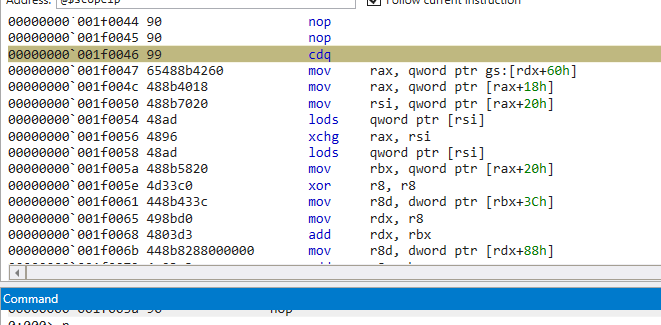 Address: @$scopeip Follow current instruction
00000000`001f0044 90 nop
00000000`001f0045 90 nop
00000000`001f0046 99 cdq
00000000`001f0047 65488b4260 mov rax, qword ptr gs:[rdx+60h]
00000000`001f004c 488b4018 mov rax, qword ptr [rax+18h]
00000000`001f0050 488b7020 mov rsi, qword ptr [rax+20h]
00000000`001f0054 48ad lods qword ptr [rsi]
00000000`001f0056 4896 xchg rax, rsi
00000000`001f0058 48ad lods qword ptr [rsi]
00000000`001f005a 488b5820 mov rbx, qword ptr [rax+20h]
00000000`001f005e 4d33c0 xor r8, r8
00000000`001f0061 448b433c mov r8d, dword ptr [rbx+3Ch]
00000000`001f0065 498bd0 mov rdx, r8
00000000`001f0068 4803d3 add rdx, rbx
00000000`001f006b 448b8288000000 mov r8d, dword ptr [rdx+88h]
Command
nop
0:000>